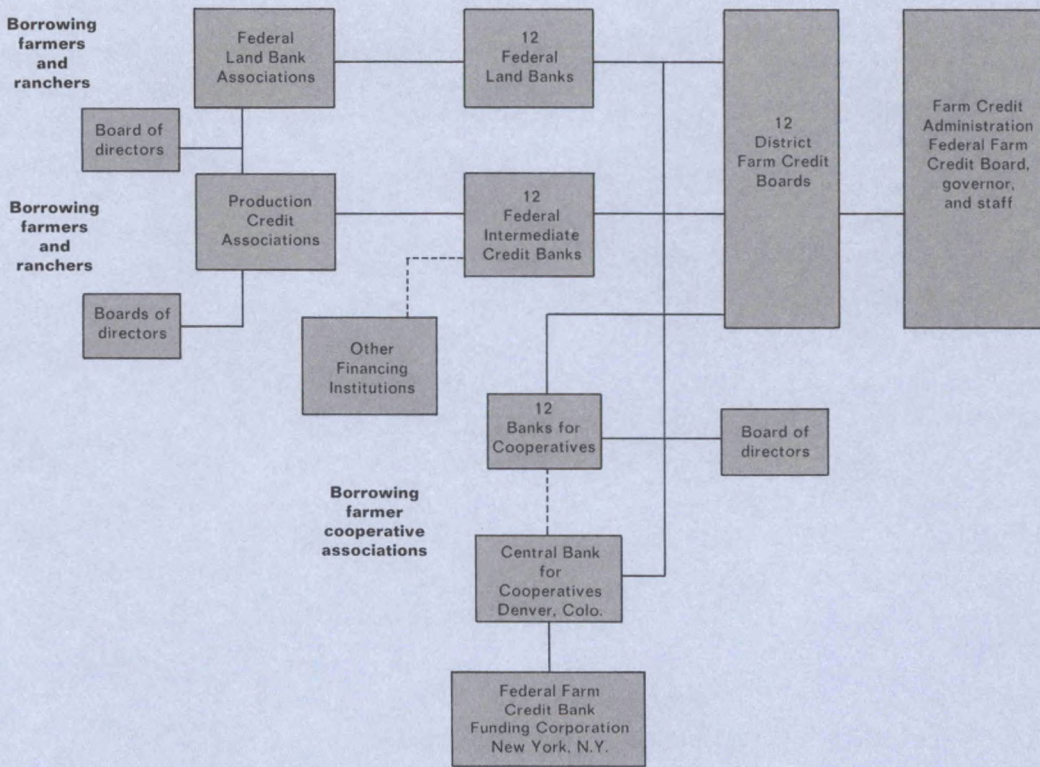 Borrowing
farmers
and
ranchers
Federal
Land Bank
Associations
12
Federal
Land Banks
12
District
Farm Credit
Boards
Farm Credit
Administration
Federal Farm
Credit Board,
governor,
and staff
Board of
directors
Borrowing
farmers
and
ranchers
Production
Credit
Associations
12
Federal
Intermediate
Credit Banks
Boards of
directors
Other
Financing
Institutions
12
Banks for
Cooperatives
Board of
directors
Borrowing
farmer
cooperative
associations
Central Bank
for
Cooperatives
Denver, Colo.
Federal Farm
Credit Bank
Funding Corporation
New York, N.Y.